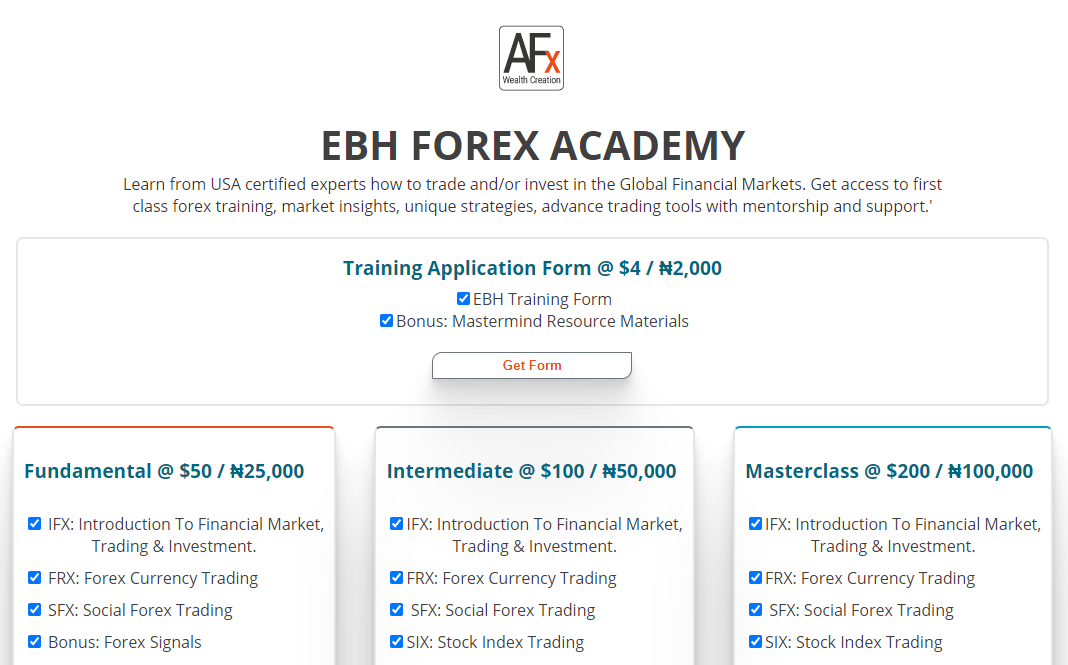 AFx
Wealth Creation
EBH FOREX ACADEMY
Learn from USA certified experts how to trade and/or invest in the Global Financial Markets. Get access to first
class forex training, market insights, unique strategies, advance trading tools with mentorship and support.'
Training Application Form @ $4 / ₦2,000
EBH Training Form
Bonus: Mastermind Resource Materials
Get Form
Fundamental @ $50 / ₦25,000
IFX: Introduction To Financial Market,
Trading & Investment.
FRX: Forex Currency Trading
SFX: Social Forex Trading
Bonus: Forex Signals
Intermediate @ $100 / ₦50,000
IFX: Introduction To Financial Market,
Trading & Investment.
FRX: Forex Currency Trading
SFX: Social Forex Trading
SIX: Stock Index Trading
Masterclass @ $200 / ₦100,000
IFX: Introduction To Financial Market,
Trading & Investment.
FRX: Forex Currency Trading
SFX: Social Forex Trading
SIX: Stock Index Trading